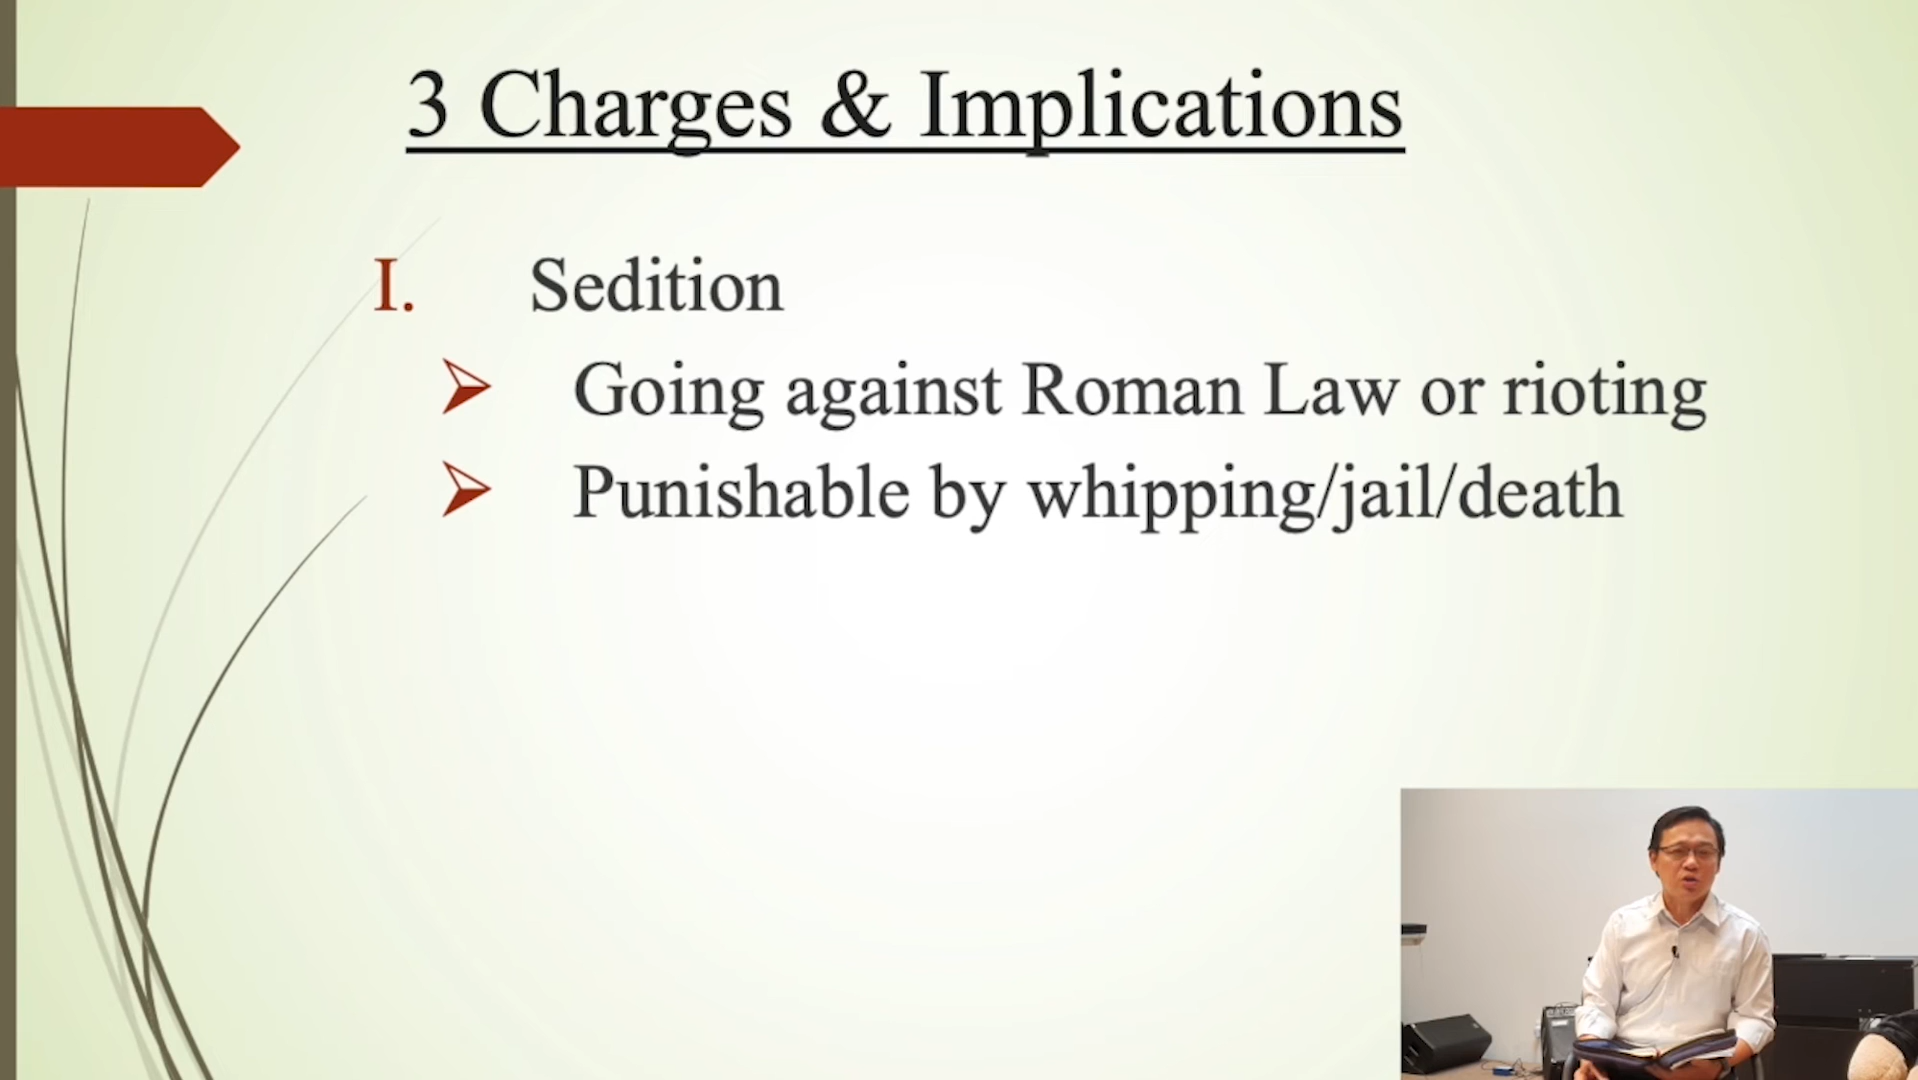 3 Charges & Implications
I. Sedition
Going against Roman Law or rioting
Punishable by whipping/jail/death